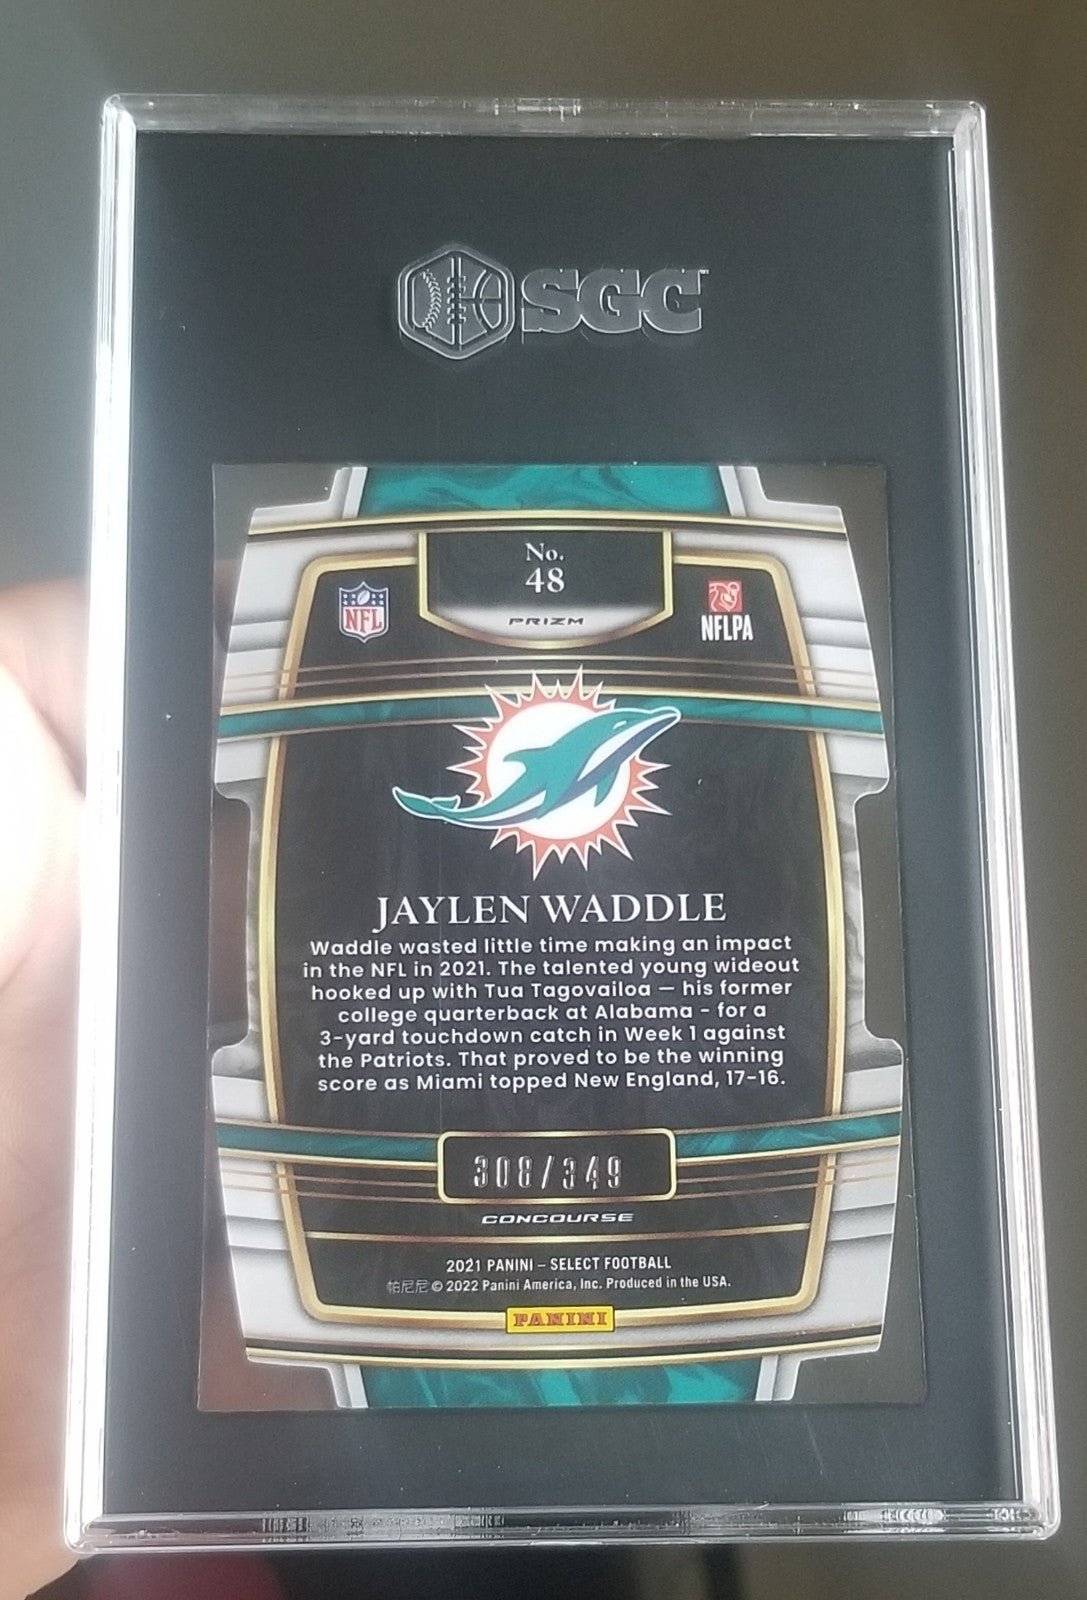 SGC
No.
48
PRIZM
NFL
NFLPA
JAYLEN WADDLE
Waddle wasted little time making an impact
in the NFL in 2021. The talented young wideout
hooked up with Tua Tagovailoa — his former
college quarterback at Alabama - for a
3-yard touchdown catch in Week 1 against
the Patriots. That proved to be the winning
score as Miami topped New England, 17-16.
308/349
CONCOURSE
2021 PANINI – SELECT FOOTBALL
帕尼尼 © 2022 Panini America, Inc. Produced in the USA.
PANINI